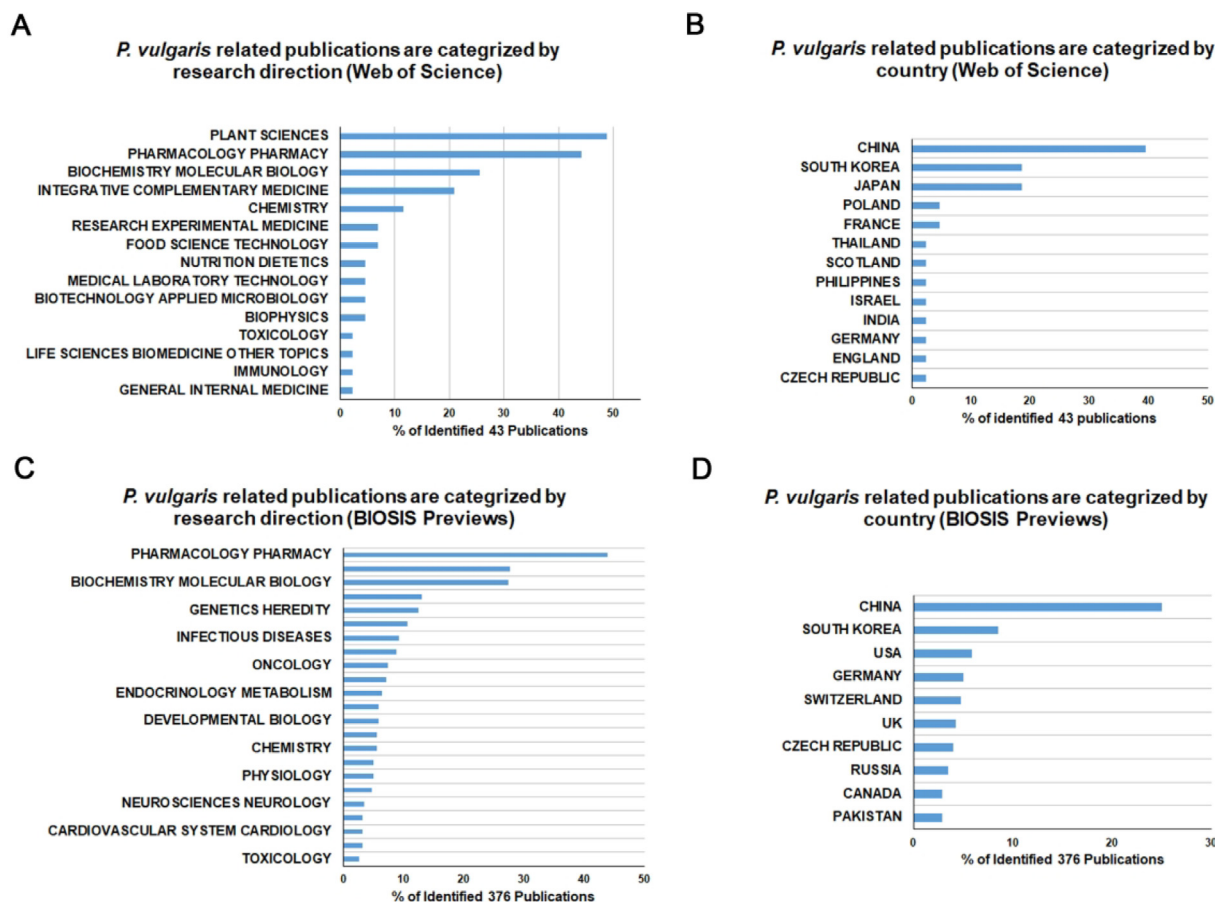 A
P. vulgaris related publications are categrized by
research direction (Web of Science)
PLANT SCIENCES
PHARMACOLOGY PHARMACY
BIOCHEMISTRY MOLECULAR BIOLOGY
INTEGRATIVE COMPLEMENTARY MEDICINE
CHEMISTRY
RESEARCH EXPERIMENTAL MEDICINE
FOOD SCIENCE TECHNOLOGY
NUTRITION DIETETICS
MEDICAL LABORATORY TECHNOLOGY
BIOTECHNOLOGY APPLIED MICROBIOLOGY
BIOPHYSICS
TOXICOLOGY
LIFE SCIENCES BIOMEDICINE OTHER TOPICS
IMMUNOLOGY
GENERAL INTERNAL MEDICINE
0 10 20 30 40 50
% of Identified 43 Publications
B
P. vulgaris related publications are categrized by
country (Web of Science)
CHINA
SOUTH KOREA
JAPAN
POLAND
FRANCE
THAILAND
SCOTLAND
PHILIPPINES
ISRAEL
INDIA
GERMANY
ENGLAND
CZECH REPUBLIC
0 10 20 30 40 50
% of identified 43 publications
C
P. vulgaris related publications are categrized by
research direction (BIOSIS Previews)
PHARMACOLOGY PHARMACY
BIOCHEMISTRY MOLECULAR BIOLOGY
GENETICS HEREDITY
INFECTIOUS DISEASES
ONCOLOGY
ENDOCRINOLOGY METABOLISM
DEVELOPMENTAL BIOLOGY
CHEMISTRY
PHYSIOLOGY
NEUROSCIENCES NEUROLOGY
CARDIOVASCULAR SYSTEM CARDIOLOGY
TOXICOLOGY
0 10 20 30 40 50
% of Identified 376 Publications
D
P. vulgaris related publications are categrized by
country (BIOSIS Previews)
CHINA
SOUTH KOREA
USA
GERMANY
SWITZERLAND
UK
CZECH REPUBLIC
RUSSIA
CANADA
PAKISTAN
0 10 20 30
% of Identified 376 Publications